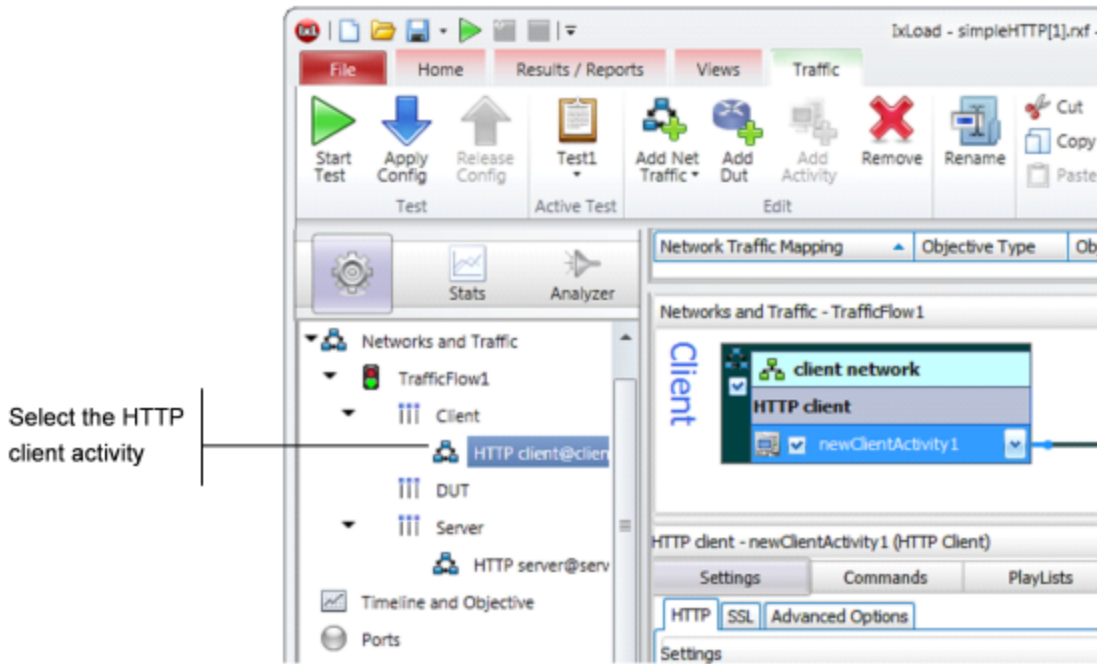 IxLoad - simpleHTTP[1].rxf -
File Home Results / Reports Views Traffic
Start Test
Apply Config
Release Config
Test1
Add Net Traffic
Add Dut
Add Activity
Remove
Rename
Cut
Copy
Paste
Test Active Test Edit
Stats Analyzer
Network Traffic Mapping Objective Type Ob
Networks and Traffic - TrafficFlow1
Networks and Traffic
TrafficFlow1
Client
HTTP client@clien
DUT
Server
HTTP server@serv
Timeline and Objective
Ports
Select the HTTP
client activity
Client
client network
HTTP client
newClientActivity1
HTTP client - newClientActivity1 (HTTP Client)
Settings Commands PlayLists
HTTP SSL Advanced Options
Settings